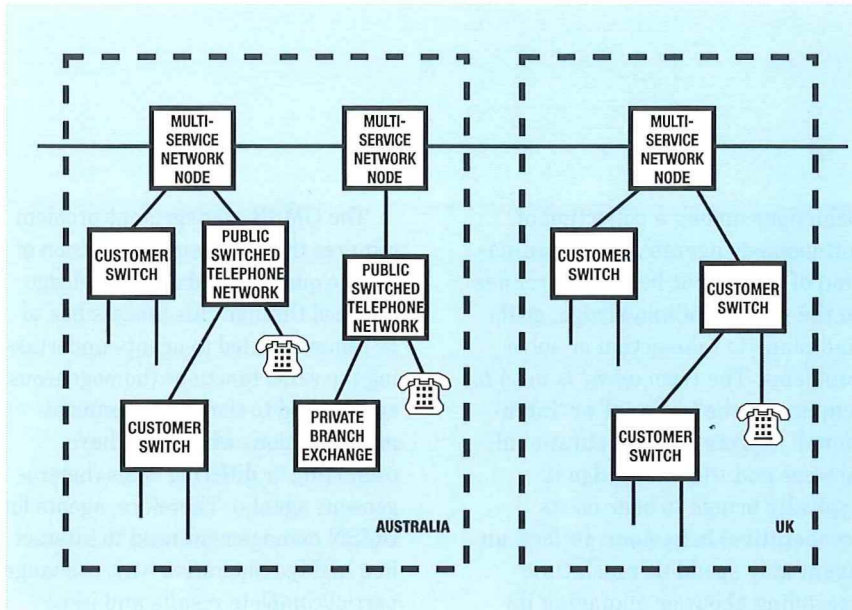 MULTI-
SERVICE
NETWORK
NODE
MULTI-
SERVICE
NETWORK
NODE
CUSTOMER
SWITCH
PUBLIC
SWITCHED
TELEPHONE
NETWORK
PUBLIC
SWITCHED
TELEPHONE
NETWORK
CUSTOMER
SWITCH
PRIVATE
BRANCH
EXCHANGE
AUSTRALIA
MULTI-
SERVICE
NETWORK
NODE
CUSTOMER
SWITCH
CUSTOMER
SWITCH
CUSTOMER
SWITCH
UK